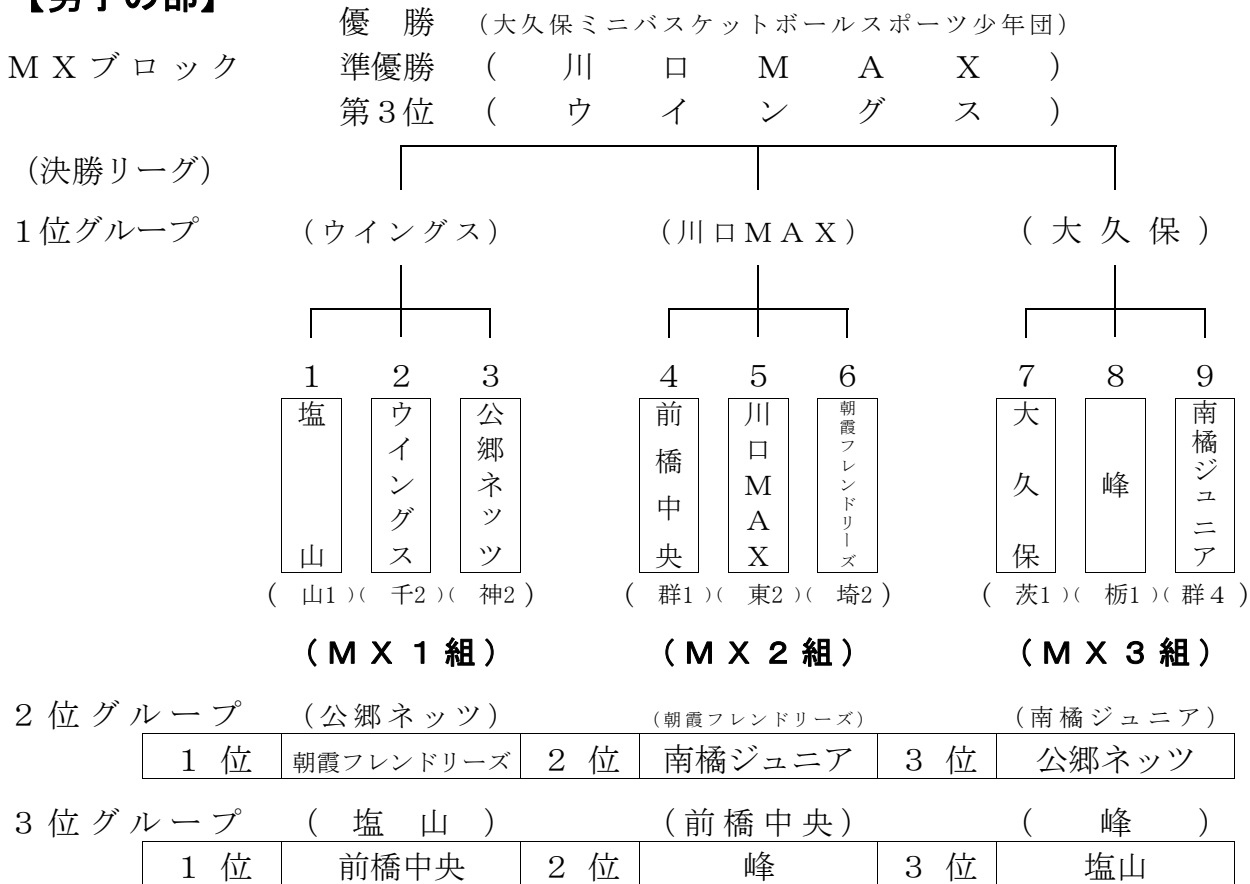 【男子の部】
優勝 （大久保ミニバスケットボールスポーツ少年団）
ＭＸブロック 準優勝 （川口ＭＡＸ）
第３位 （ウイングス）
（決勝リーグ）
１位グループ （ウイングス） （川口ＭＡＸ） （大久保）
1 2 3 4 5 6 7 8 9
塩山
ウイングス
公郷ネッツ
前橋中央
川口ＭＡＸ
朝霞フレンドリーズ
大久保
峰
南橘ジュニア
（ 山1 ）（ 千2 ）（ 神2 ） （ 群1 ）（ 東2 ）（ 埼2 ） （ 茨1 ）（ 栃1 ）（ 群４ ）
（ＭＸ１組） （ＭＸ２組） （ＭＸ３組）
２位グループ （公郷ネッツ） （朝霞フレンドリーズ） （南橘ジュニア）
１位 朝霞フレンドリーズ ２位 南橘ジュニア ３位 公郷ネッツ
３位グループ （塩山） （前橋中央） （峰）
１位 前橋中央 ２位 峰 ３位 塩山